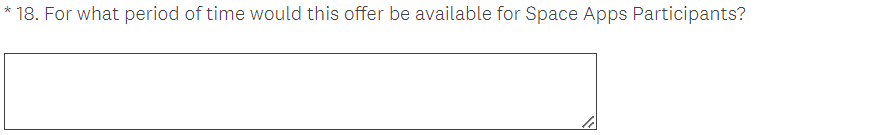 * 18. For what period of time would this offer be available for Space Apps Participants?